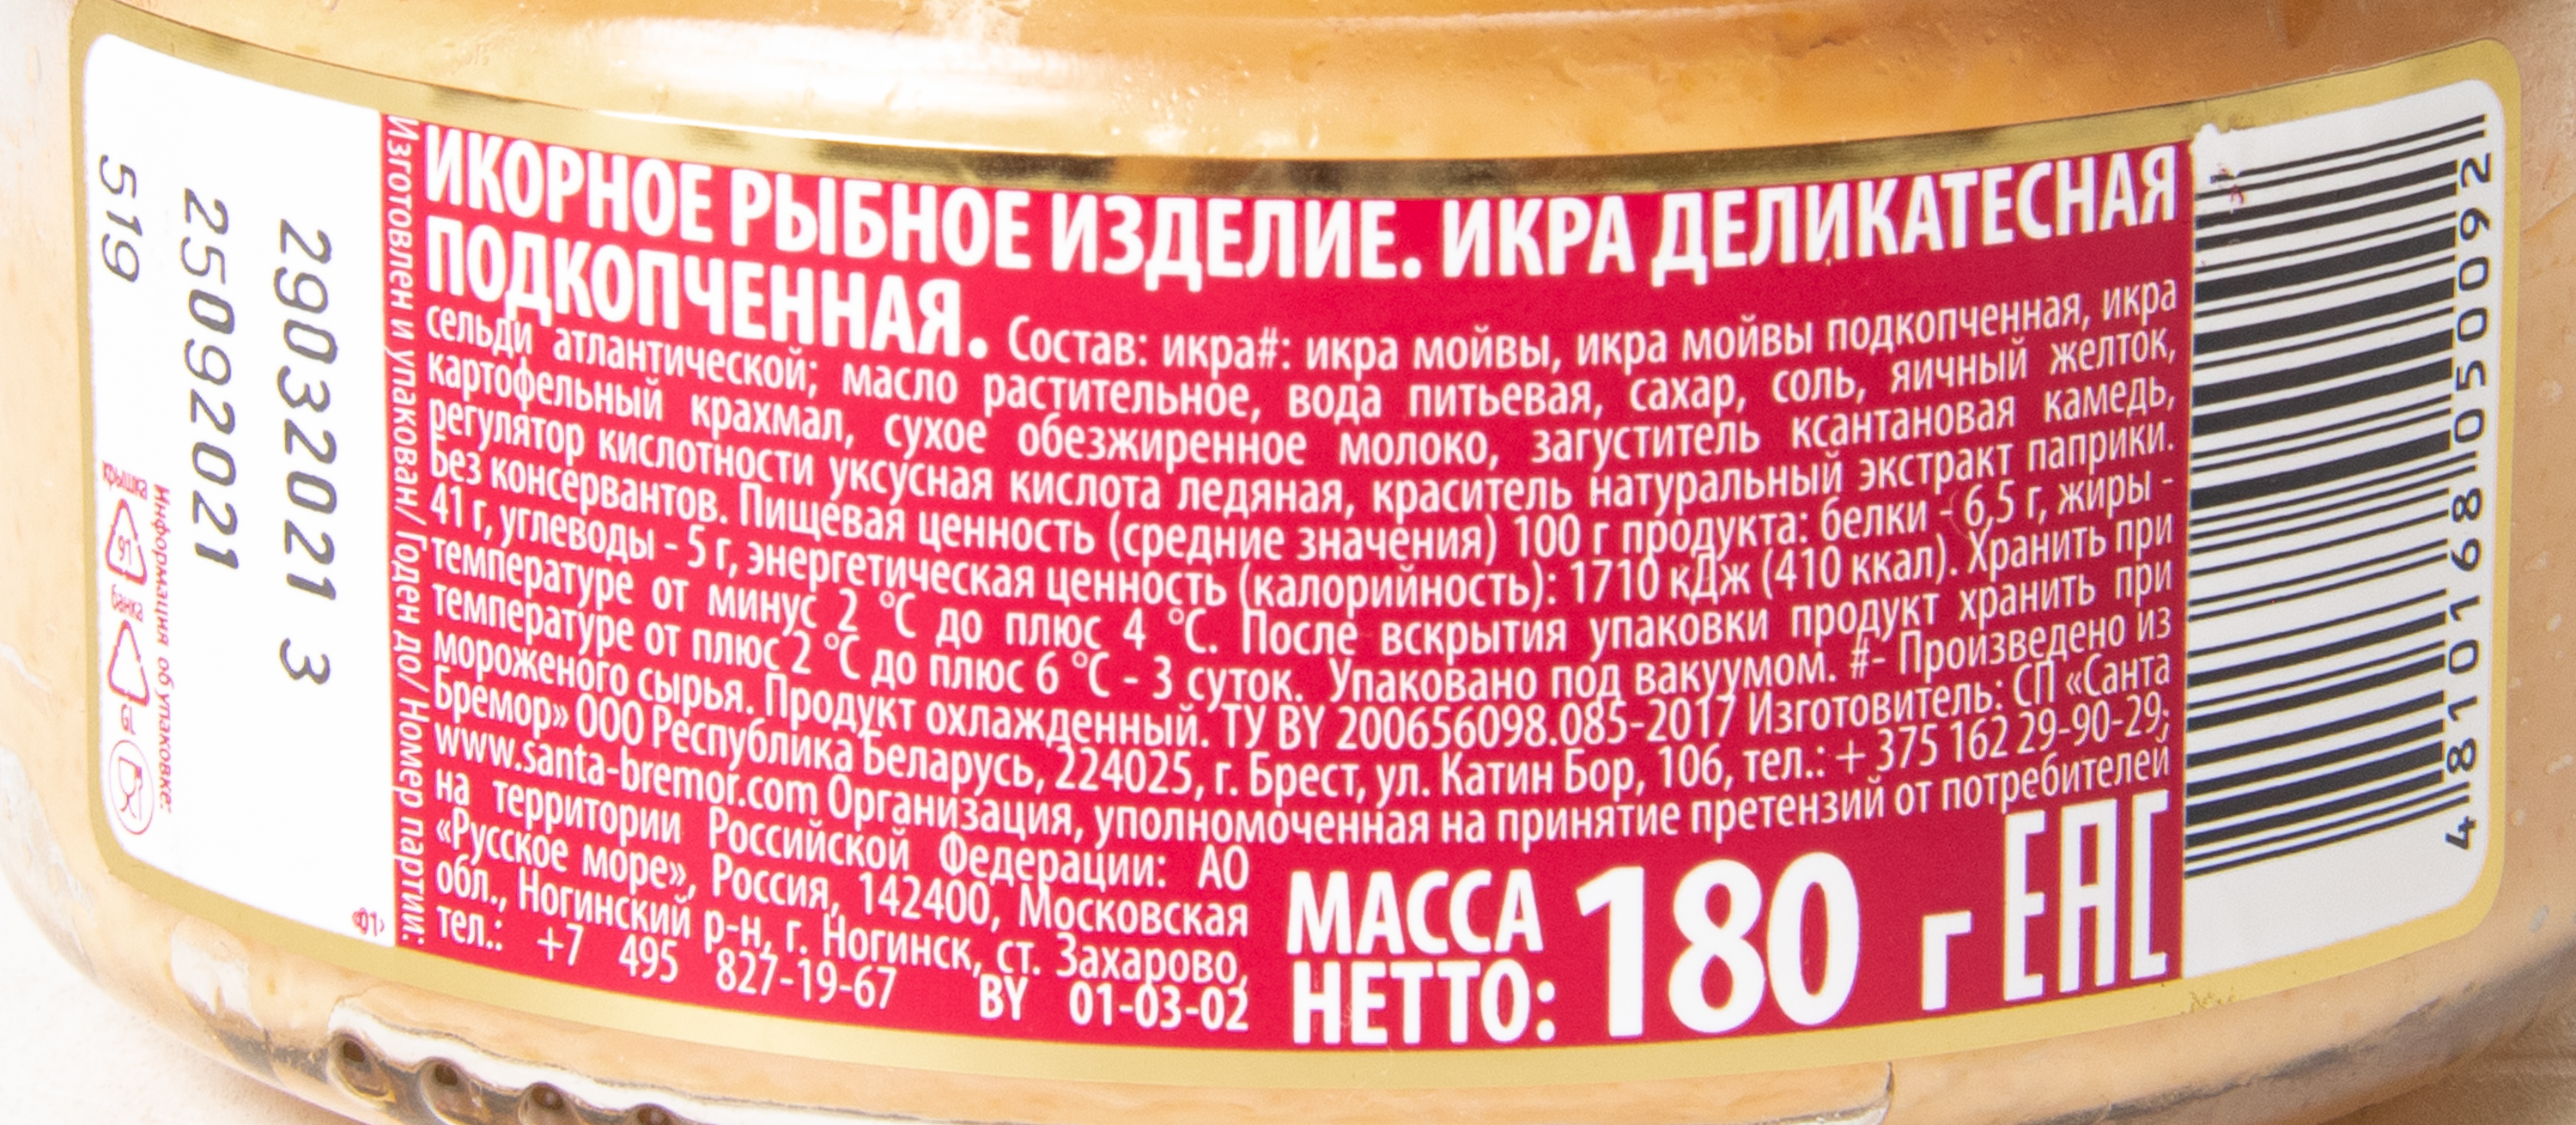 ИКОРНОЕ РЫБНОЕ ИЗДЕЛИЕ. ИКРА ДЕЛИКАТЕСНАЯ
ПОДКОПЧЕННАЯ. Состав: икра#: икра мойвы, икра мойвы подкопченная, икра
сельди атлантической; масло растительное, вода питьевая, сахар, соль, яичный желток,
картофельный крахмал, сухое обезжиренное молоко, загуститель ксантановая камедь,
регулятор кислотности уксусная кислота ледяная, краситель натуральный экстракт паприки.
Без консервантов. Пищевая ценность (средние значения) 100 г продукта: белки - 6,5 г, жиры -
41 г, углеводы - 5 г, энергетическая ценность (калорийность): 1710 кДж (410 ккал). Хранить при
температуре от минус 2 °С до плюс 4 °С. После вскрытия упаковки продукт хранить при
температуре от плюс 2 °С до плюс 6 °С - 3 суток. Упаковано под вакуумом. #- Произведено из
мороженого сырья. Продукт охлажденный. ТУ BY 200656098.085-2017 Изготовитель: СП «Санта
Бремор» ООО Республика Беларусь, 224025, г. Брест, ул. Катин Бор, 106, тел.: + 375 162 29-90-29;
www.santa-bremor.com Организация, уполномоченная на принятие претензий от потребителей
на территории Российской Федерации: АО
«Русское море», Россия, 142400, Московская
обл., Ногинский р-н, г. Ногинск, ст. Захарово,
тел.: +7 495 827-19-67 BY 01-03-02
МАССА
НЕТТО: 180 г
ЕАС
Изготовлен и упакован/ Годен до/ Номер партии:
29032021 3
25092021
519
Информация об упаковке:
крышка
91
банка
«01»
4810168050092